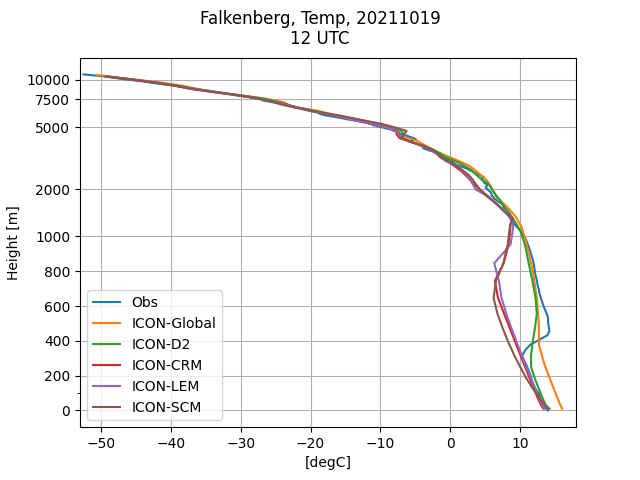 Falkenberg, Temp, 20211019
12 UTC
Height [m]
10000
7500
5000
2000
1000
800
600
400
200
0
Obs
ICON-Global
ICON-D2
ICON-CRM
ICON-LEM
ICON-SCM
−50 −40 −30 −20 −10 0 10
[degC]